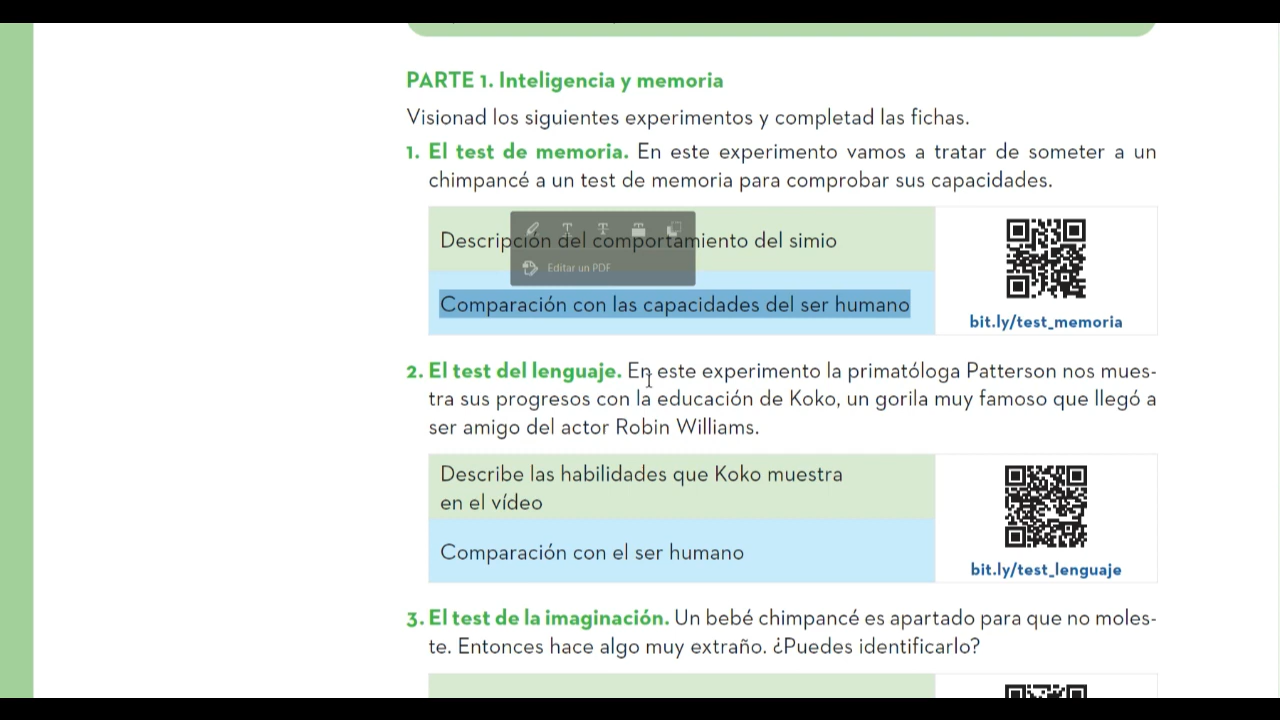 PARTE 1. Inteligencia y memoria
Visionad los siguientes experimentos y completad las fichas.
1. El test de memoria. En este experimento vamos a tratar de someter a un
chimpancé a un test de memoria para comprobar sus capacidades.
Descripción del comportamiento del simio
Editar un PDF
Comparación con las capacidades del ser humano
bit.ly/test_memoria
2. El test del lenguaje. En este experimento la primatóloga Patterson nos mues-
tra sus progresos con la educación de Koko, un gorila muy famoso que llegó a
ser amigo del actor Robin Williams.
Describe las habilidades que Koko muestra
en el vídeo
Comparación con el ser humano
bit.ly/test_lenguaje
3. El test de la imaginación. Un bebé chimpancé es apartado para que no moles-
te. Entonces hace algo muy extraño. ¿Puedes identificarlo?